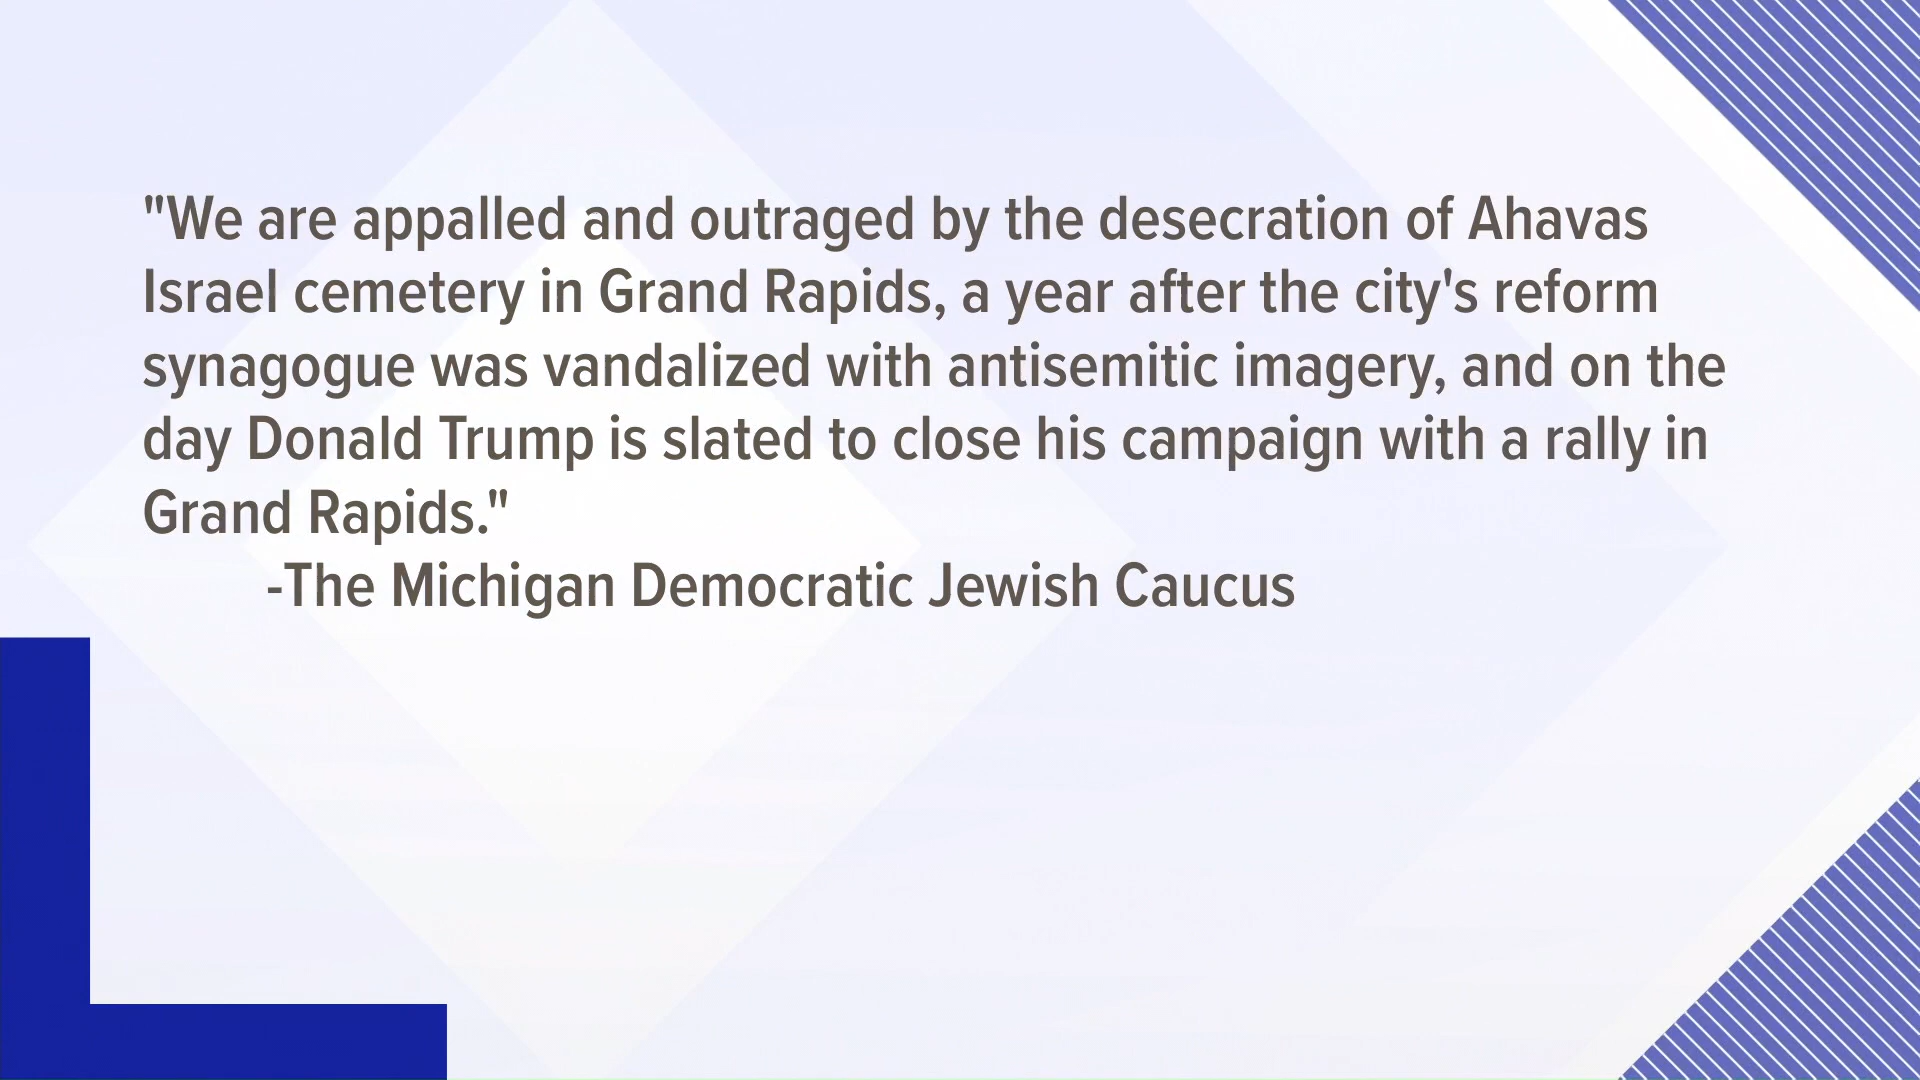 "We are appalled and outraged by the desecration of Ahavas
Israel cemetery in Grand Rapids, a year after the city's reform
synagogue was vandalized with antisemitic imagery, and on the
day Donald Trump is slated to close his campaign with a rally in
Grand Rapids."
-The Michigan Democratic Jewish Caucus